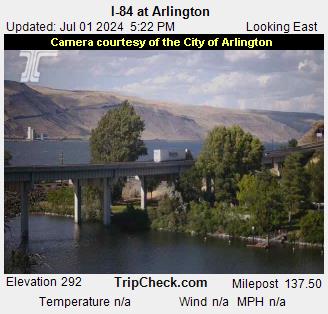 I-84 at Arlington
Updated: Jul 01 2024 5:22 PM Looking East
Camera courtesy of the City of Arlington
Elevation 292 TripCheck.com Milepost 137.50
Temperature n/a Wind n/a MPH n/a